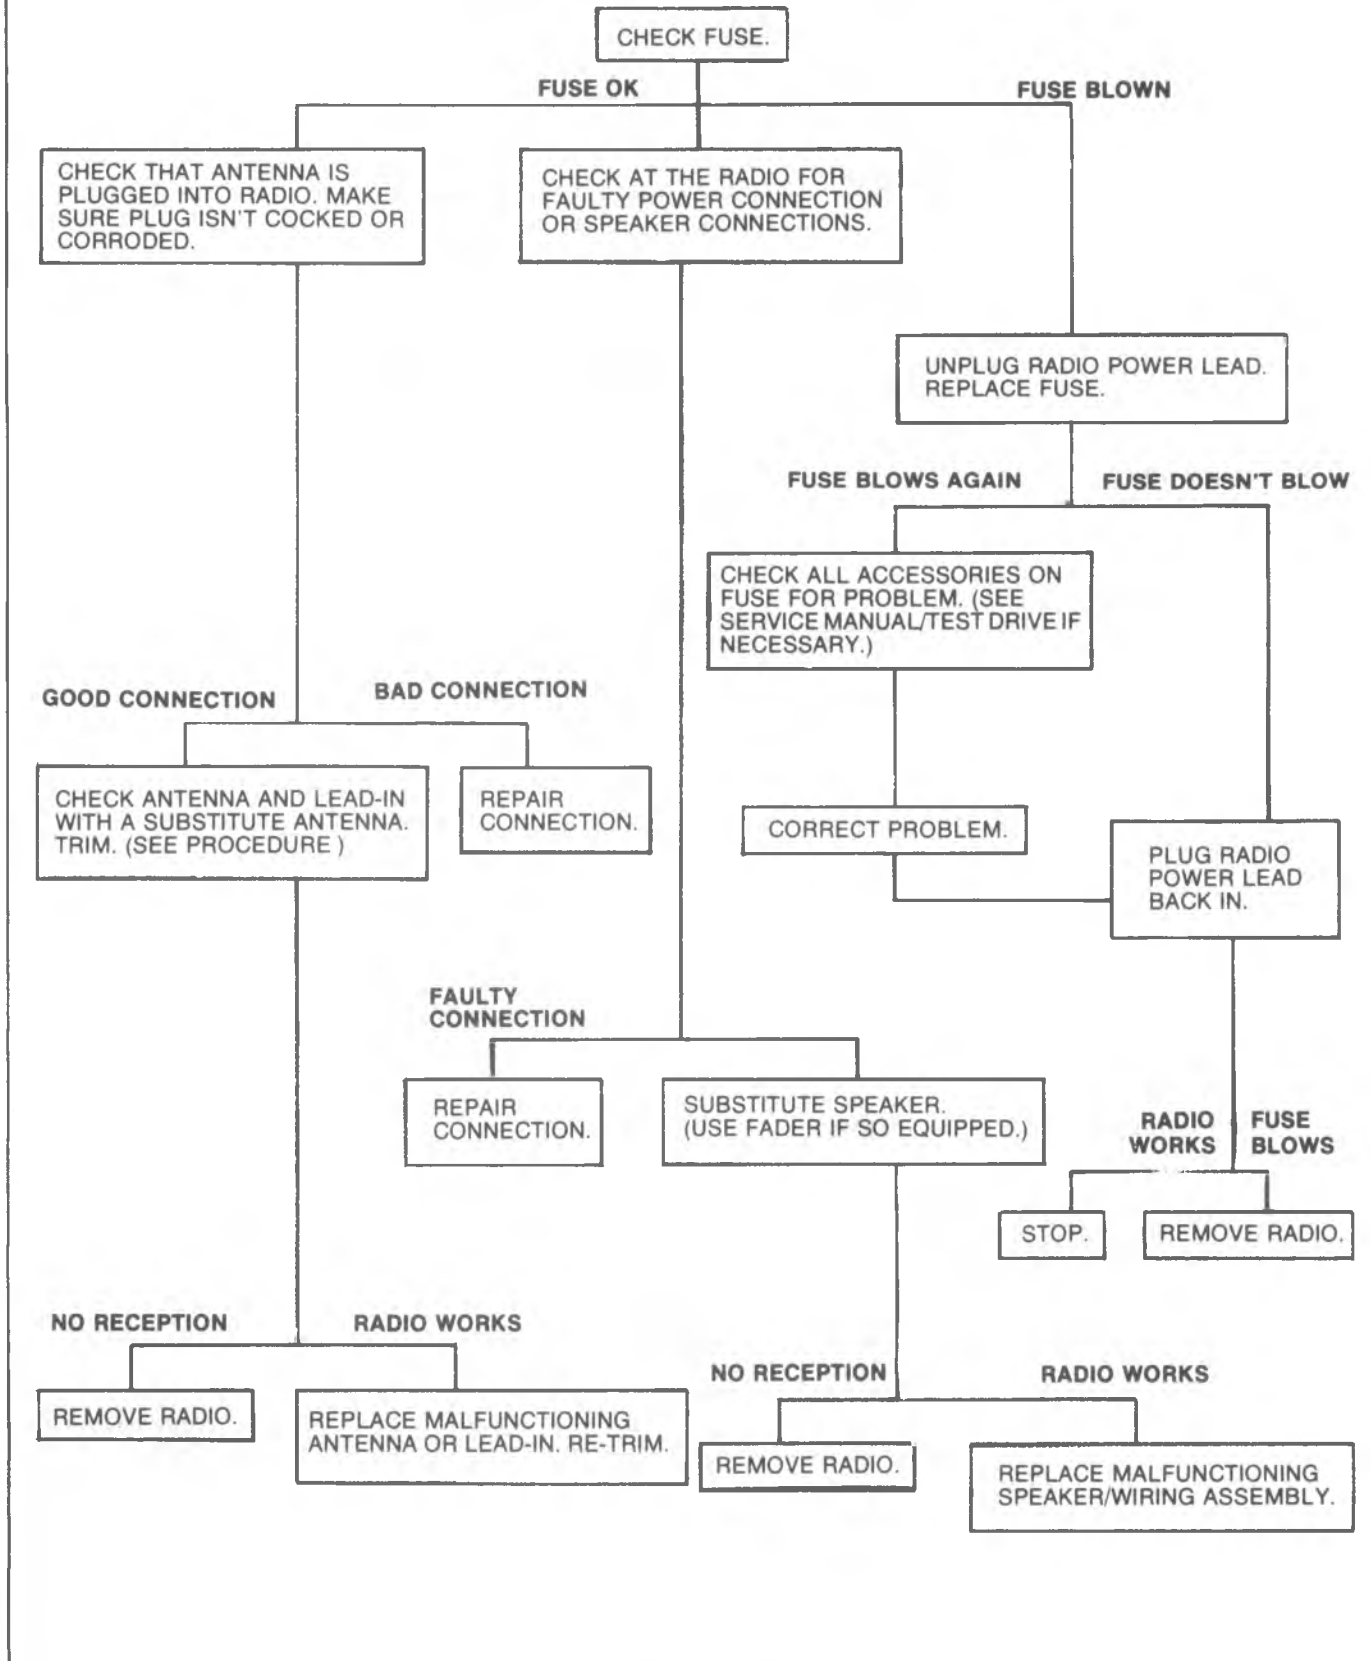 CHECK FUSE.
FUSE OK
FUSE BLOWN
CHECK THAT ANTENNA IS
PLUGGED INTO RADIO. MAKE
SURE PLUG ISN'T COCKED OR
CORRODED.
CHECK AT THE RADIO FOR
FAULTY POWER CONNECTION
OR SPEAKER CONNECTIONS.
UNPLUG RADIO POWER LEAD.
REPLACE FUSE.
FUSE BLOWS AGAIN
FUSE DOESN'T BLOW
CHECK ALL ACCESSORIES ON
FUSE FOR PROBLEM. (SEE
SERVICE MANUAL/TEST DRIVE IF
NECESSARY.)
GOOD CONNECTION
BAD CONNECTION
CHECK ANTENNA AND LEAD-IN
WITH A SUBSTITUTE ANTENNA.
TRIM. (SEE PROCEDURE )
REPAIR
CONNECTION.
CORRECT PROBLEM.
PLUG RADIO
POWER LEAD
BACK IN.
FAULTY
CONNECTION
REPAIR
CONNECTION.
SUBSTITUTE SPEAKER.
(USE FADER IF SO EQUIPPED.)
RADIO
WORKS
FUSE
BLOWS
STOP.
REMOVE RADIO.
NO RECEPTION
RADIO WORKS
REMOVE RADIO.
REPLACE MALFUNCTIONING
ANTENNA OR LEAD-IN. RE-TRIM.
NO RECEPTION
RADIO WORKS
REMOVE RADIO.
REPLACE MALFUNCTIONING
SPEAKER/WIRING ASSEMBLY.